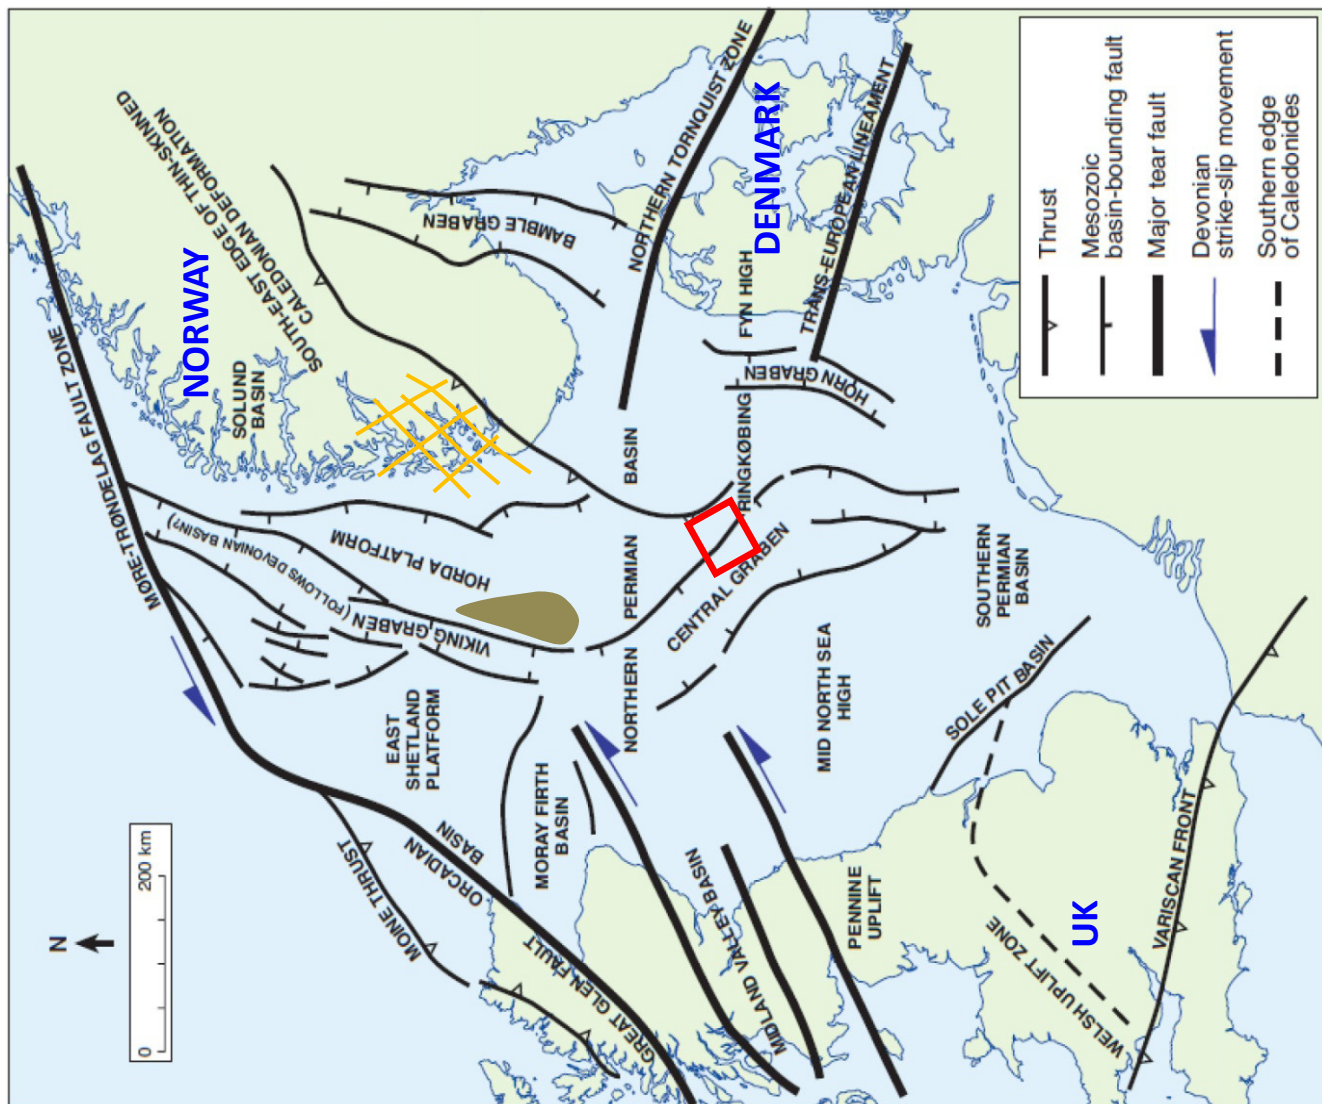 MØRE-TRØNDELAG FAULT ZONE
NORWAY
SOUTH-EAST EDGE OF THIN-SKINNED
CALEDONIAN DEFORMATION
SOLUND
BASIN
BAMBLE GRABEN
NORTHERN TORNQUIST ZONE
DENMARK
TRANS-EUROPEAN LINEAMENT
FYN HIGH
HORN GRABEN
RINGKØBING
HORDA PLATFORM
VIKING GRABEN (FOLLOWS DEVONIAN BASIN?)
NORTHERN
PERMIAN
BASIN
CENTRAL GRABEN
EAST
SHETLAND
PLATFORM
MORAY FIRTH
BASIN
MID NORTH SEA
HIGH
SOUTHERN
PERMIAN
BASIN
SOLE PIT BASIN
MOINE THRUST
ORCADIAN
BASIN
GREAT GLEN FAULT
MIDLAND VALLEY BASIN
PENNINE
UPLIFT
UK
WELSH UPLIFT ZONE
VARISCAN FRONT
N
0
200 km
Thrust
Mesozoic
basin-bounding fault
Major tear fault
Devonian
strike-slip movement
Southern edge
of Caledonides